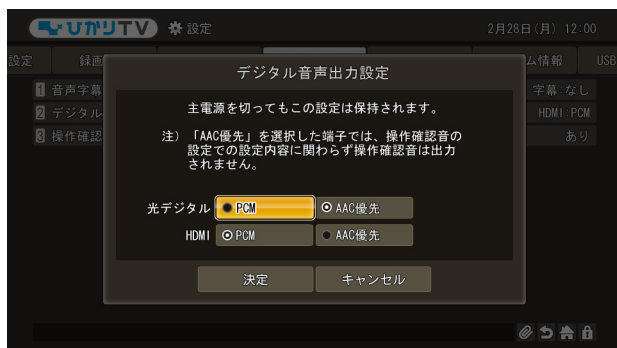 ひかりTV 設定 2月28日(月) 12:00
設定 録画 ム情報 USB
デジタル音声出力設定
1 音声字幕 字幕:なし
2 デジタル HDMI:PCM
3 操作確認 あり
主電源を切ってもこの設定は保持されます。
注) 「AAC優先」を選択した端子では、操作確認音の
設定での設定内容に関わらず操作確認音は出力
されません。
光デジタル PCM AAC優先
HDMI PCM AAC優先
決定 キャンセル